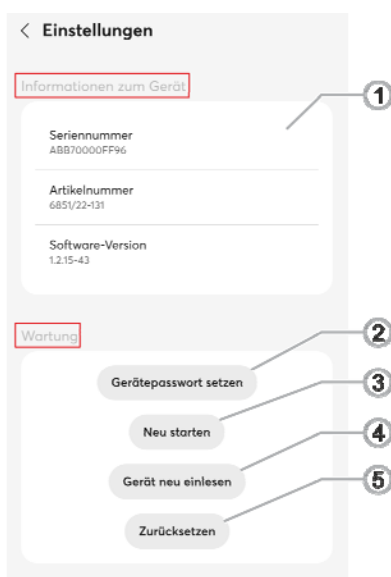 < Einstellungen
Informationen zum Gerät
1
Seriennummer
ABB70000FF96
Artikelnummer
6851/22-131
Software-Version
1.2.15-43
Wartung
2
Gerätepasswort setzen
3
Neu starten
4
Gerät neu einlesen
5
Zurücksetzen